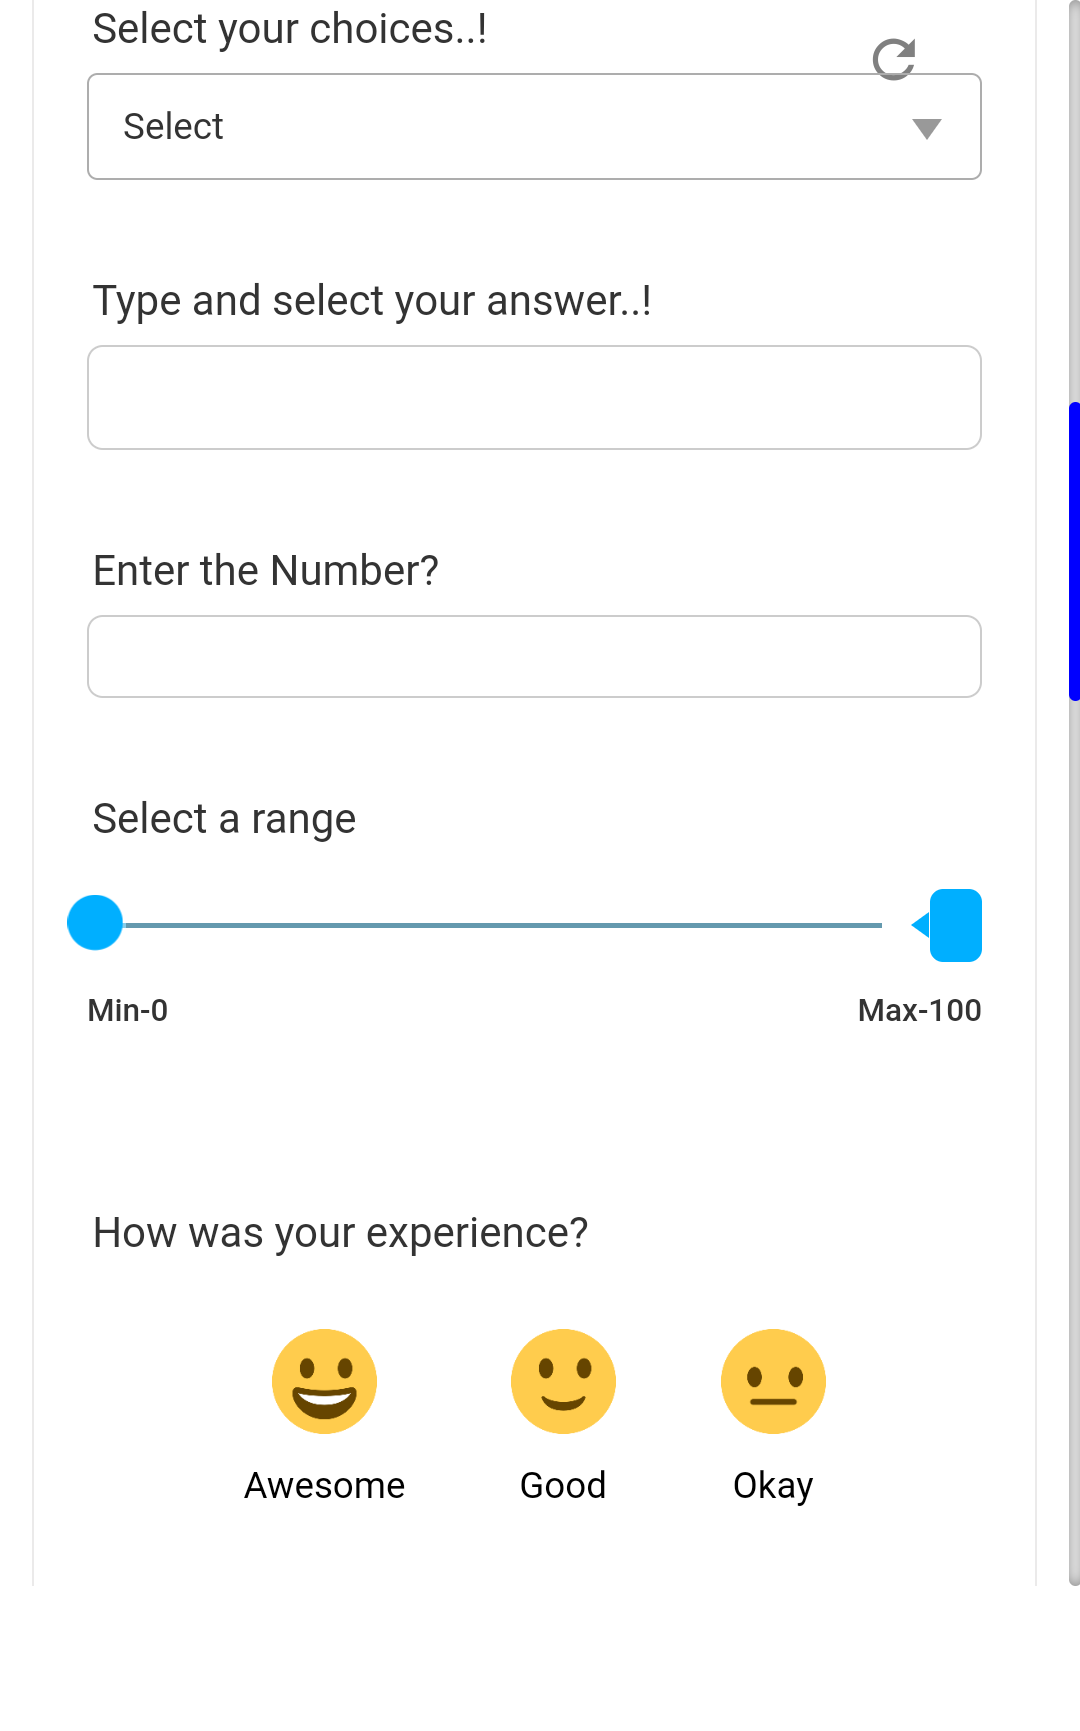 Select your choices..!
Select
Type and select your answer..!
Enter the Number?
Select a range
Min-0
Max-100
How was your experience?
Awesome
Good
Okay